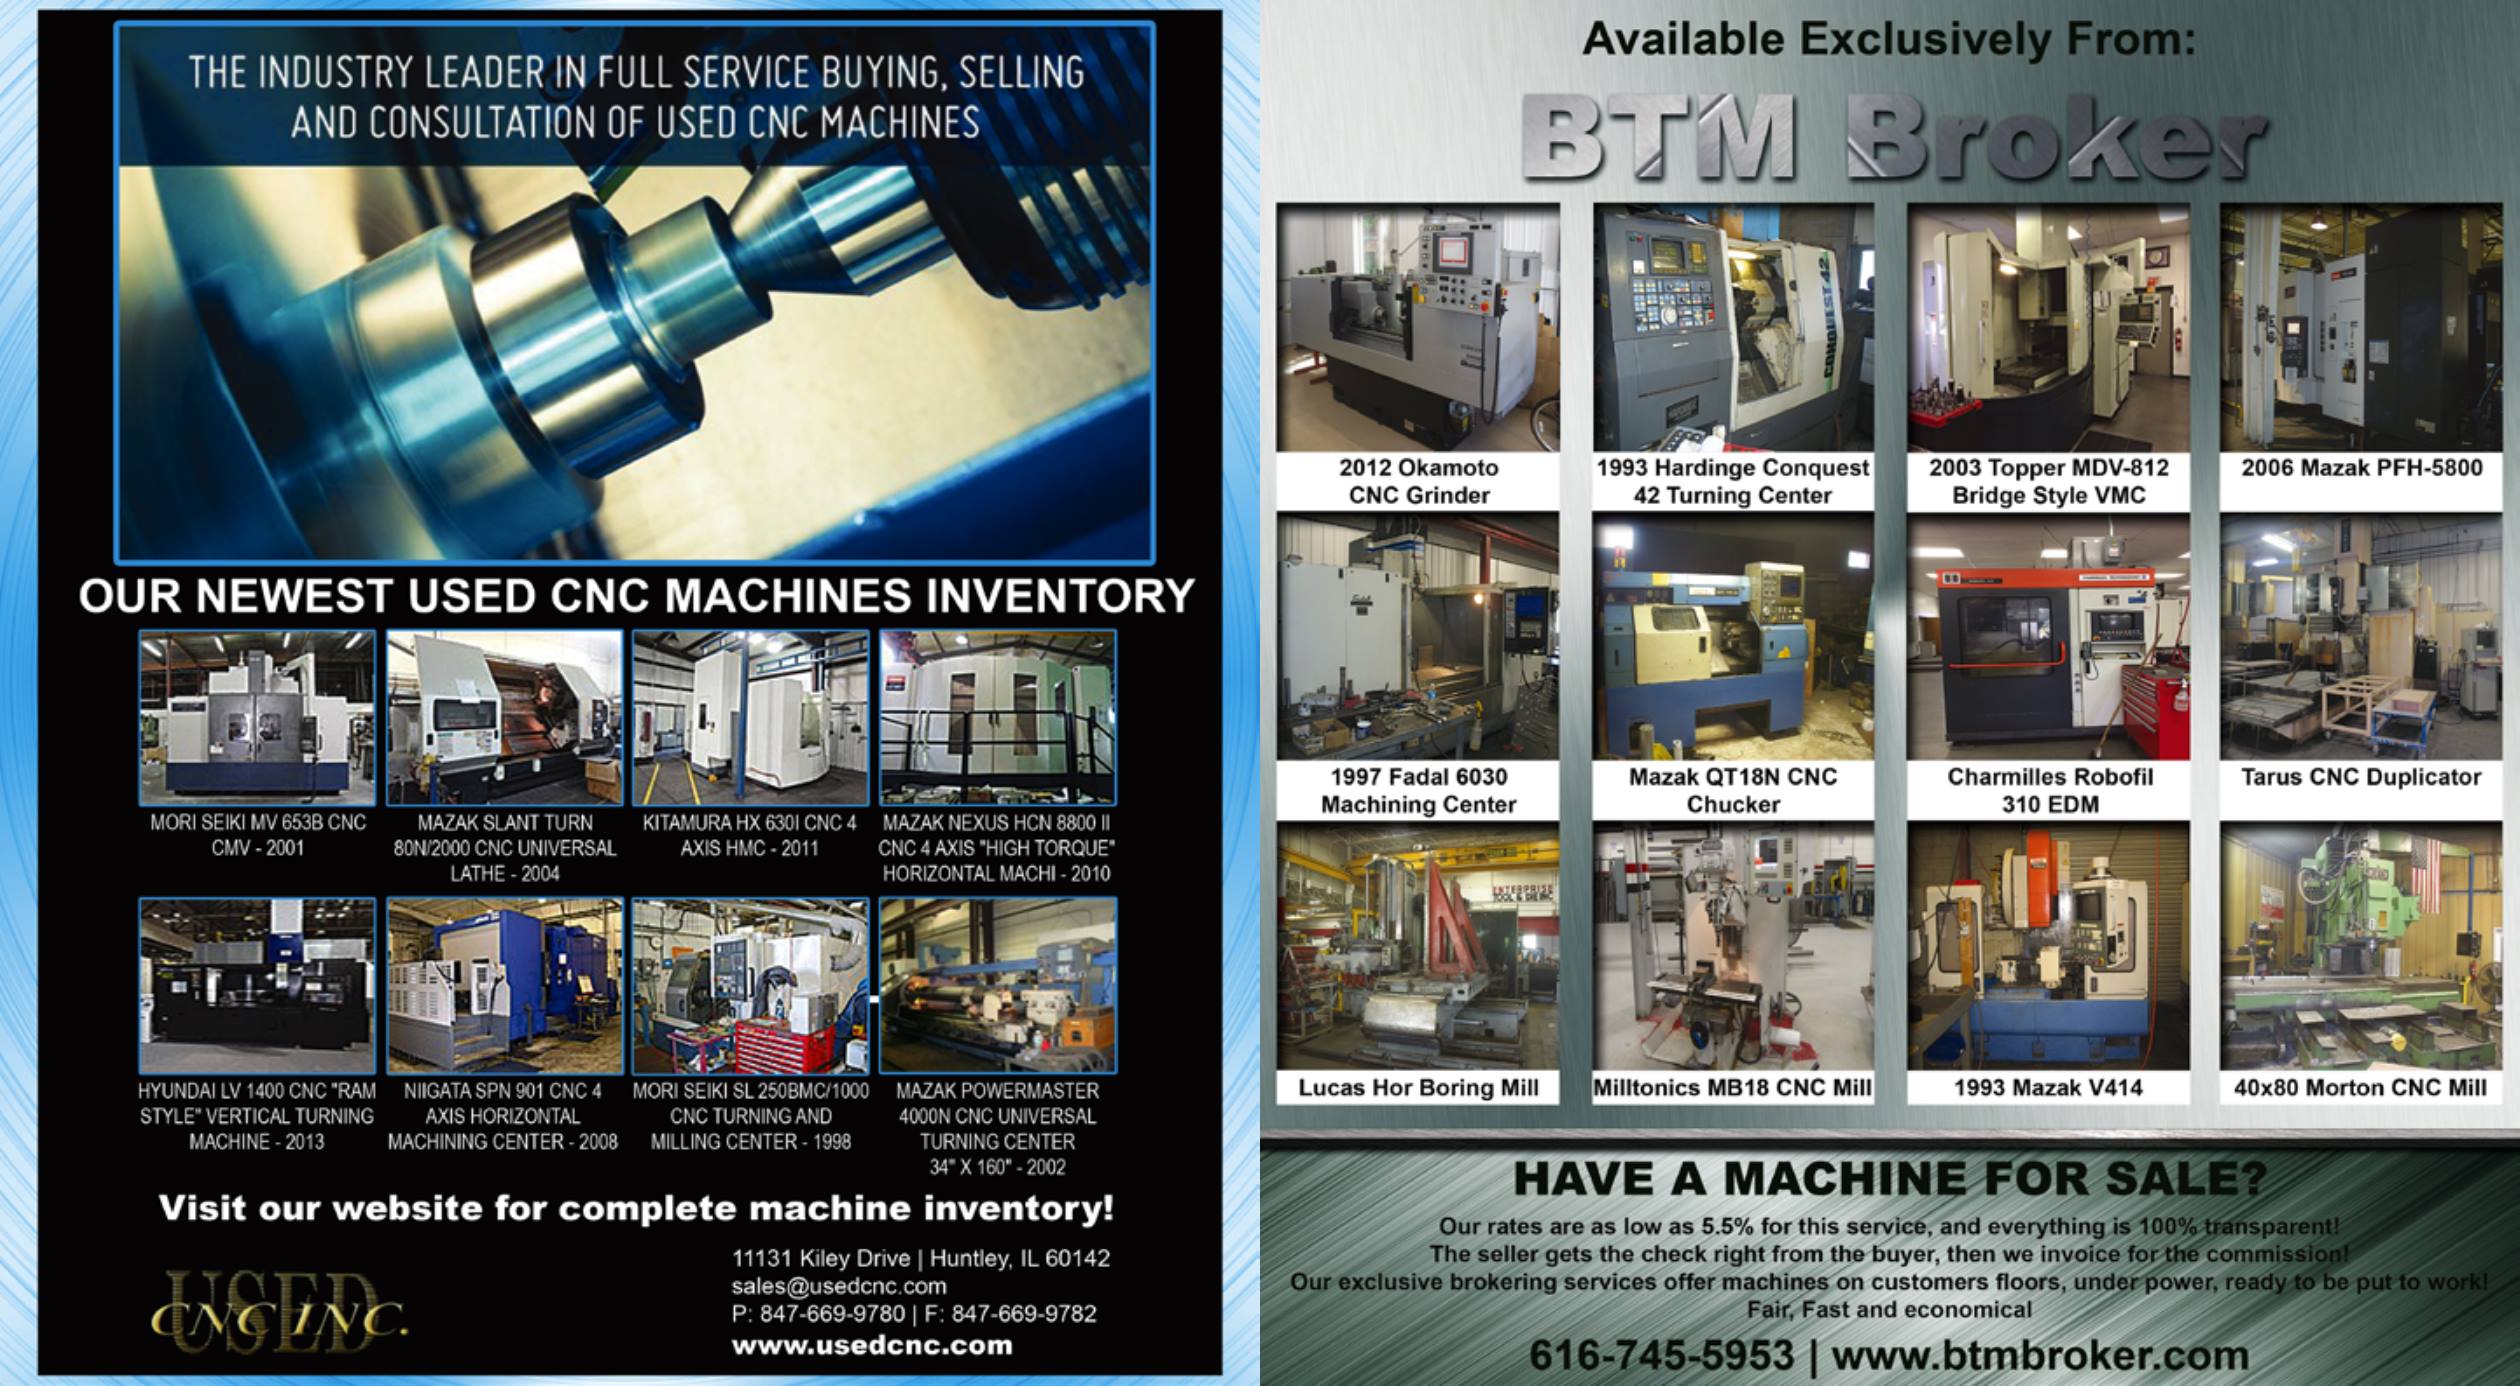 THE INDUSTRY LEADER IN FULL SERVICE BUYING, SELLING
AND CONSULTATION OF USED CNC MACHINES
OUR NEWEST USED CNC MACHINES INVENTORY
MORI SEIKI MV 653B CNC
CMV - 2001
MAZAK SLANT TURN
80N/2000 CNC UNIVERSAL
LATHE - 2004
KITAMURA HX 630I CNC 4
AXIS HMC - 2011
MAZAK NEXUS HCN 8800 II
CNC 4 AXIS "HIGH TORQUE"
HORIZONTAL MACHI - 2010
HYUNDAI LV 1400 CNC "RAM
STYLE" VERTICAL TURNING
MACHINE - 2013
NIIGATA SPN 901 CNC 4
AXIS HORIZONTAL
MACHINING CENTER - 2008
MORI SEIKI SL 250BMC/1000
CNC TURNING AND
MILLING CENTER - 1998
MAZAK POWERMASTER
4000N CNC UNIVERSAL
TURNING CENTER
34" X 160" - 2002
Visit our website for complete machine inventory!
USED
CNC INC.
11131 Kiley Drive | Huntley, IL 60142
sales@usedcnc.com
P: 847-669-9780 | F: 847-669-9782
www.usedcnc.com
Available Exclusively From:
BTM Broker
CONQUEST 42
2012 Okamoto
CNC Grinder
1993 Hardinge Conquest
42 Turning Center
2003 Topper MDV-812
Bridge Style VMC
2006 Mazak PFH-5800
1997 Fadal 6030
Machining Center
Mazak QT18N CNC
Chucker
Charmilles Robofil
310 EDM
Tarus CNC Duplicator
ENTERPRISE
TOOL & DIE INC
Lucas Hor Boring Mill
Milltonics MB18 CNC Mill
1993 Mazak V414
40x80 Morton CNC Mill
HAVE A MACHINE FOR SALE?
Our rates are as low as 5.5% for this service, and everything is 100% transparent!
The seller gets the check right from the buyer, then we invoice for the commission!
Our exclusive brokering services offer machines on customers floors, under power, ready to be put to work!
Fair, Fast and economical
616-745-5953 | www.btmbroker.com